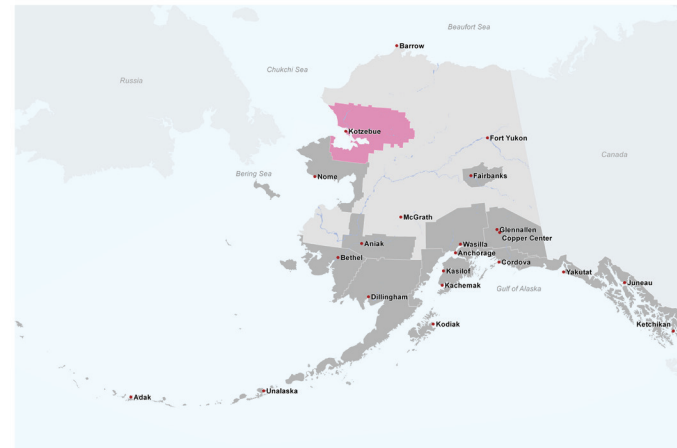 Beaufort Sea
Barrow
Chukchi Sea
Russia
Kotzebue
Fort Yukon
Canada
Bering Sea
Nome
Fairbanks
McGrath
Glennallen
Copper Center
Aniak
Wasilla
Anchorage
Bethel
Cordova
Kasilof
Yakutat
Juneau
Kachemak
Gulf of Alaska
Dillingham
Kodiak
Ketchikan
Unalaska
Adak